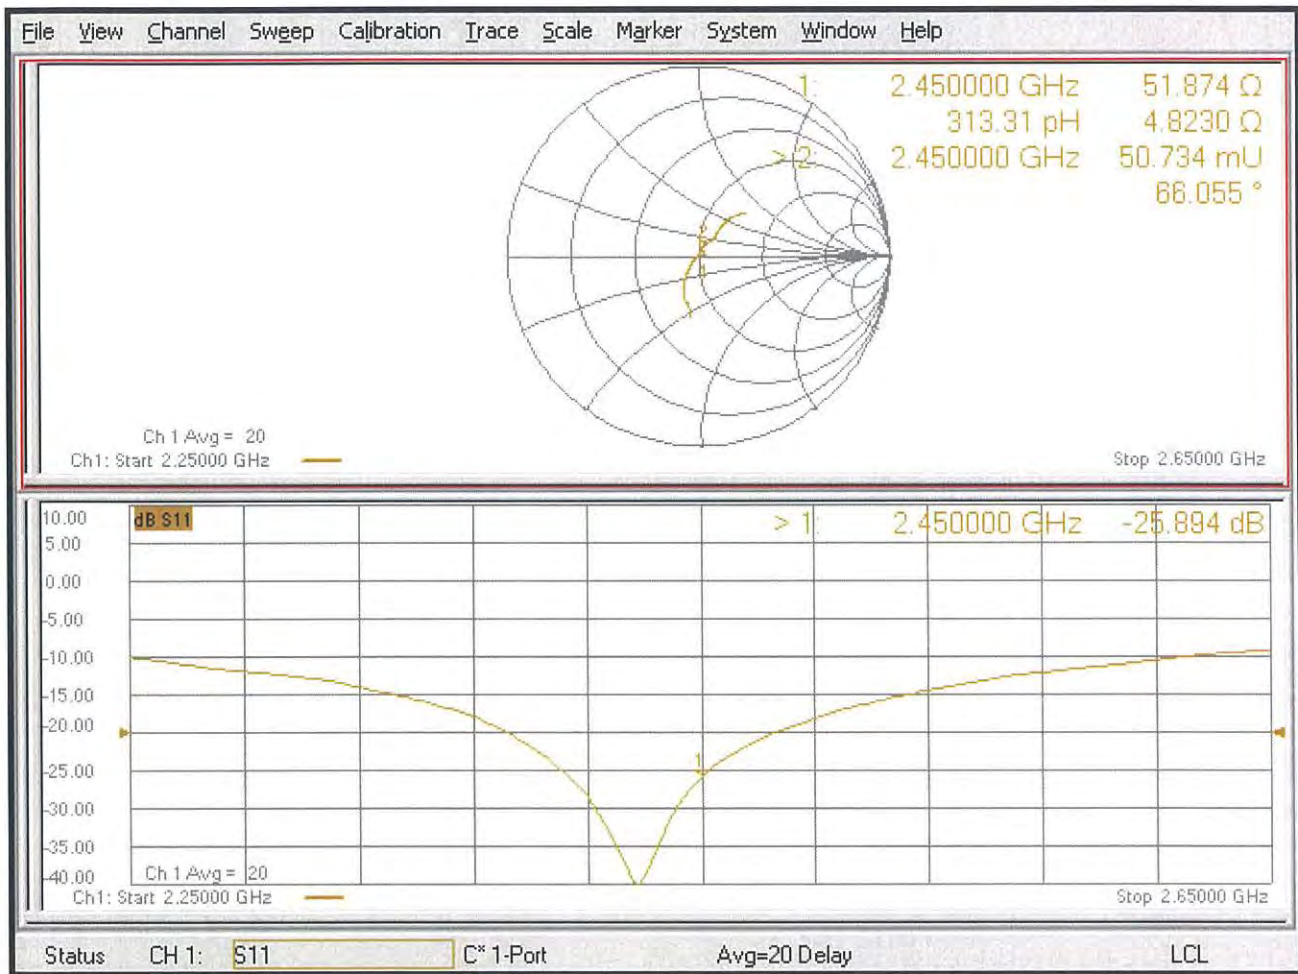 File View Channel Sweep Calibration Trace Scale Marker System Window Help
1: 2.450000 GHz 51.874 Ω
313.31 pH 4.8230 Ω
> 2: 2.450000 GHz 50.734 mU
66.055 °
Ch 1 Avg = 20
Ch1: Start 2.25000 GHz Stop 2.65000 GHz
10.00 dB S11 > 1: 2.450000 GHz -25.894 dB
5.00
0.00
-5.00
-10.00
-15.00
-20.00
1
-25.00
-30.00
-35.00
-40.00 Ch 1 Avg = 20
Ch1: Start 2.25000 GHz Stop 2.65000 GHz
Status CH 1: S11 C* 1-Port Avg=20 Delay LCL